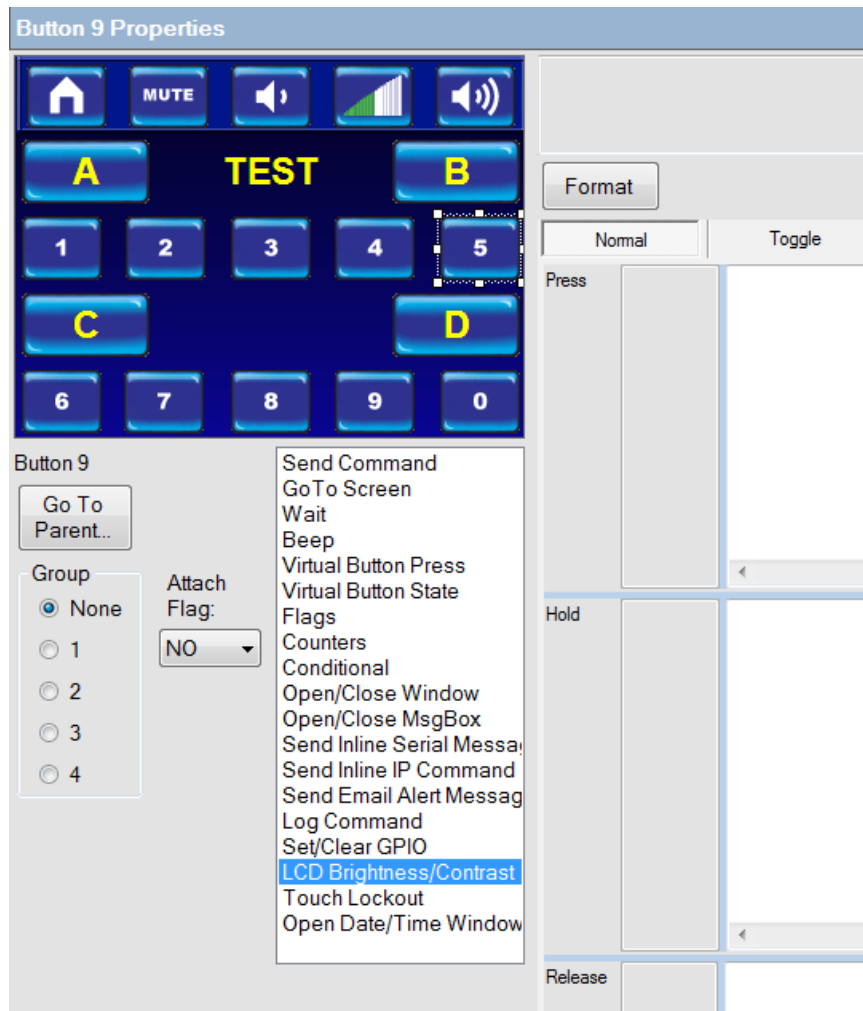 Button 9 Properties
MUTE
A TEST B
1 2 3 4 5
C D
6 7 8 9 0
Button 9
Go To
Parent...
Group
None
1
2
3
4
Attach
Flag:
NO
Send Command
GoTo Screen
Wait
Beep
Virtual Button Press
Virtual Button State
Flags
Counters
Conditional
Open/Close Window
Open/Close MsgBox
Send Inline Serial Messa
Send Inline IP Command
Send Email Alert Messag
Log Command
Set/Clear GPIO
LCD Brightness/Contrast
Touch Lockout
Open Date/Time Window
Format
Normal Toggle
Press
Hold
Release